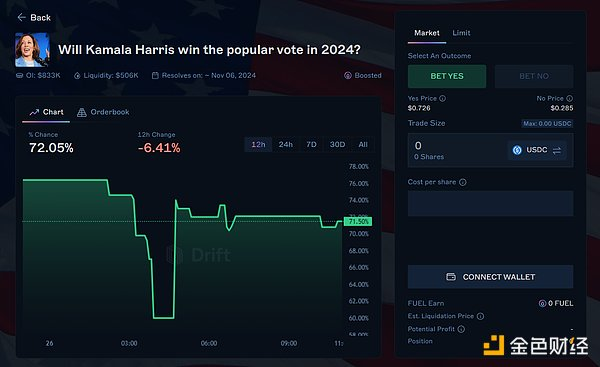 Back
Will Kamala Harris win the popular vote in 2024?
OI: $833K Liquidity: $506K Resolves on: ~ Nov 06, 2024 Boosted
Chart Orderbook
% Chance 12h Change
72.05% -6.41%
12h 24h 7D 30D All
78.00%
76.00%
74.00%
72.00%
71.50%
70.00%
68.00%
66.00%
64.00%
62.00%
60.00%
58.00%
Drift
26 03:00 06:00 09:00 11:
Market Limit
Select An Outcome
BET YES BET NO
Yes Price No Price
$0.726 $0.285
Trade Size Max: 0.00 USDC
0
0 Shares
USDC
Cost per share
CONNECT WALLET
FUEL Earn 0 FUEL
Est. Liquidation Price -
Potential Profit -
Position
金色财经